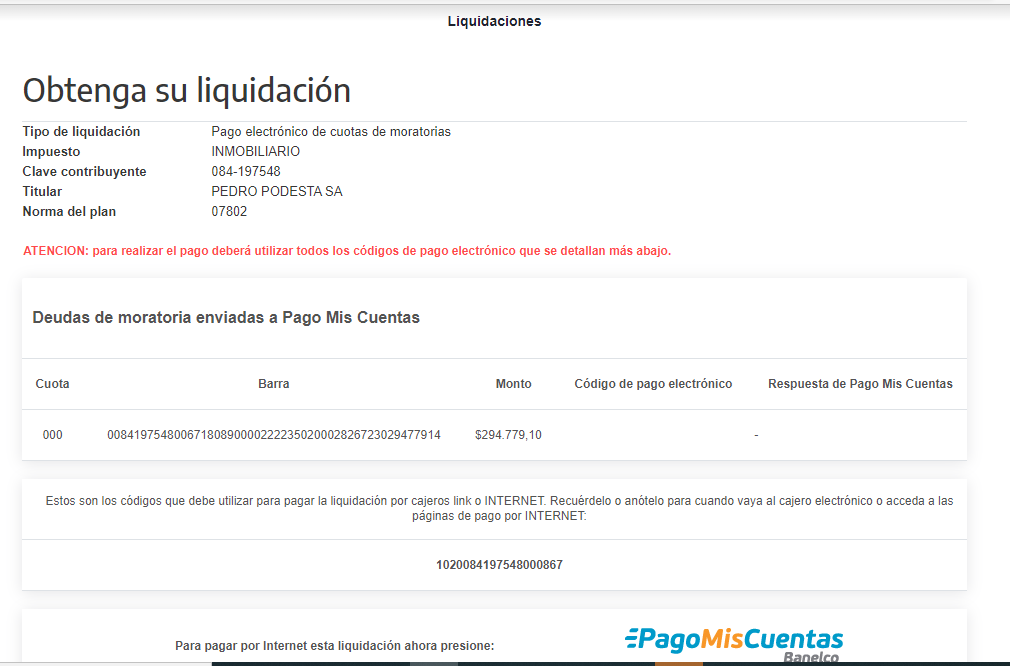 Liquidaciones
Obtenga su liquidación
Tipo de liquidación Pago electrónico de cuotas de moratorias
Impuesto INMOBILIARIO
Clave contribuyente 084-197548
Titular PEDRO PODESTA SA
Norma del plan 07802
ATENCION: para realizar el pago deberá utilizar todos los códigos de pago electrónico que se detallan más abajo.
Deudas de moratoria enviadas a Pago Mis Cuentas
Cuota Barra Monto Código de pago electrónico Respuesta de Pago Mis Cuentas
000 00841975480067180890000222235020002826723029477914 $294.779,10 -
Estos son los códigos que debe utilizar para pagar la liquidación por cajeros link o INTERNET. Recuérdelo o anótelo para cuando vaya al cajero electrónico o acceda a las
páginas de pago por INTERNET:
1020084197548000867
Para pagar por Internet esta liquidación ahora presione: PagoMisCuentas
Banelco